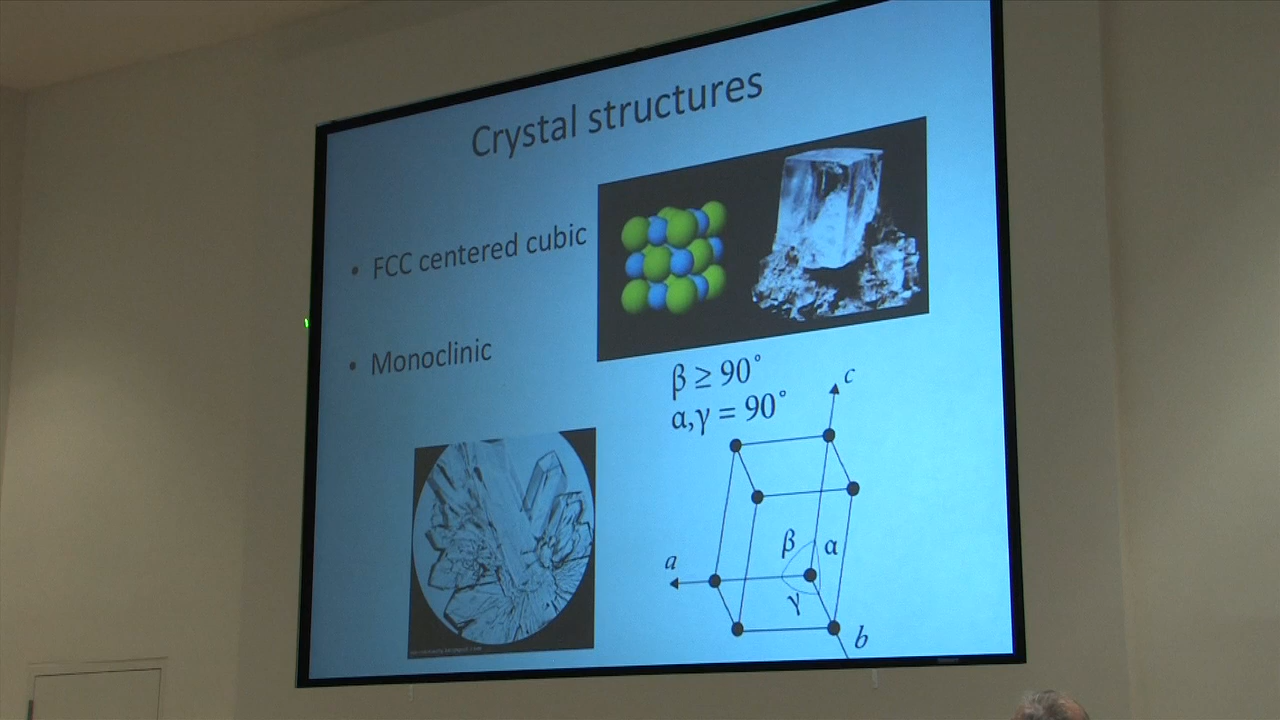 Crystal structures
• FCC centered cubic
• Monoclinic
β ≥ 90°
α,γ = 90°
c
β
α
a
γ
b